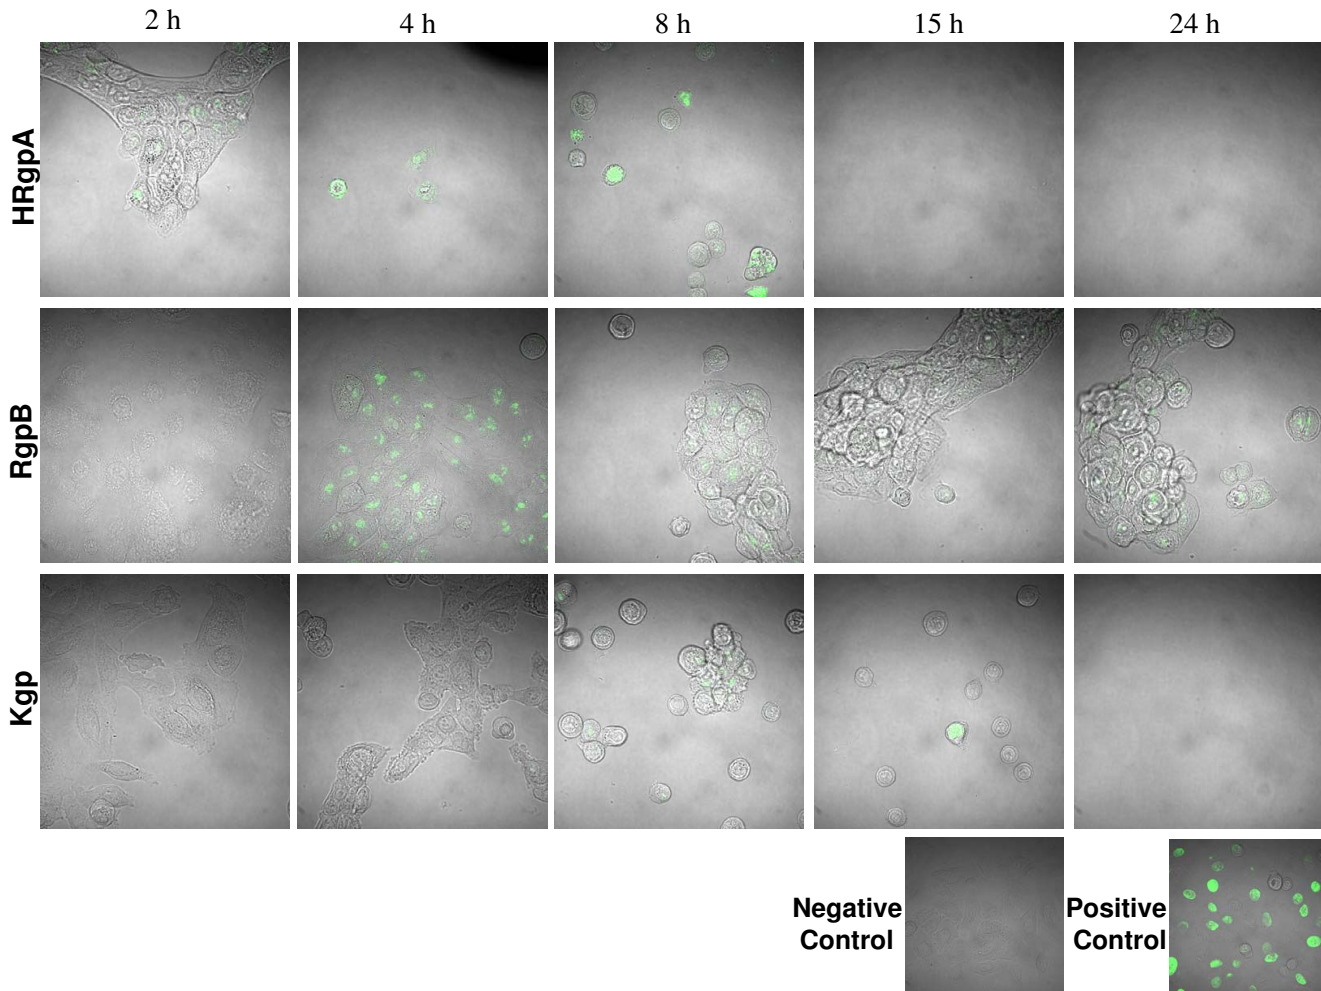 2 h 4 h 8 h 15 h 24 h
HRgpA
RgpB
Kgp
Negative Control
Positive Control